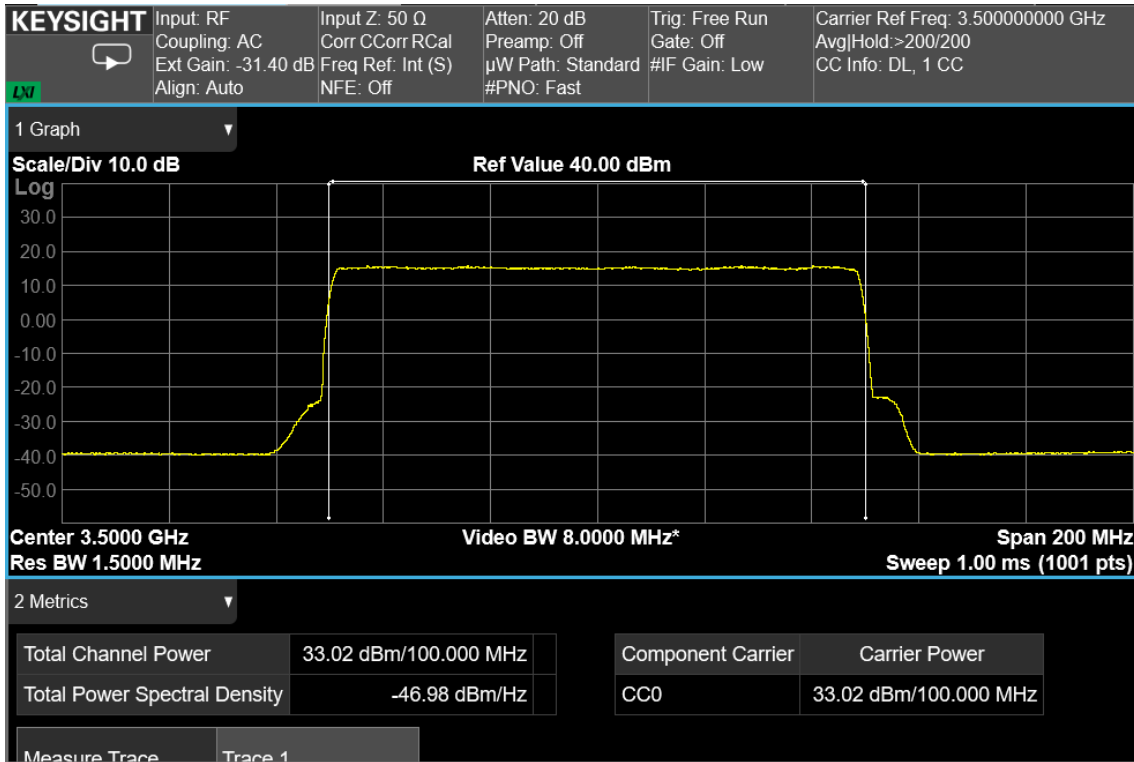 KEYSIGHT Input: RF Input Z: 50 Ω Atten: 20 dB Trig: Free Run Carrier Ref Freq: 3.500000000 GHz
Coupling: AC Corr CCorr RCal Preamp: Off Gate: Off Avg|Hold:>200/200
Ext Gain: -31.40 dB Freq Ref: Int (S) µW Path: Standard #IF Gain: Low CC Info: DL, 1 CC
LXI Align: Auto NFE: Off #PNO: Fast
1 Graph
Scale/Div 10.0 dB Ref Value 40.00 dBm
Log
30.0
20.0
10.0
0.00
-10.0
-20.0
-30.0
-40.0
-50.0
Center 3.5000 GHz Video BW 8.0000 MHz* Span 200 MHz
Res BW 1.5000 MHz Sweep 1.00 ms (1001 pts)
2 Metrics
Total Channel Power 33.02 dBm/100.000 MHz Component Carrier Carrier Power
Total Power Spectral Density -46.98 dBm/Hz CC0 33.02 dBm/100.000 MHz
Measure Trace Trace 1